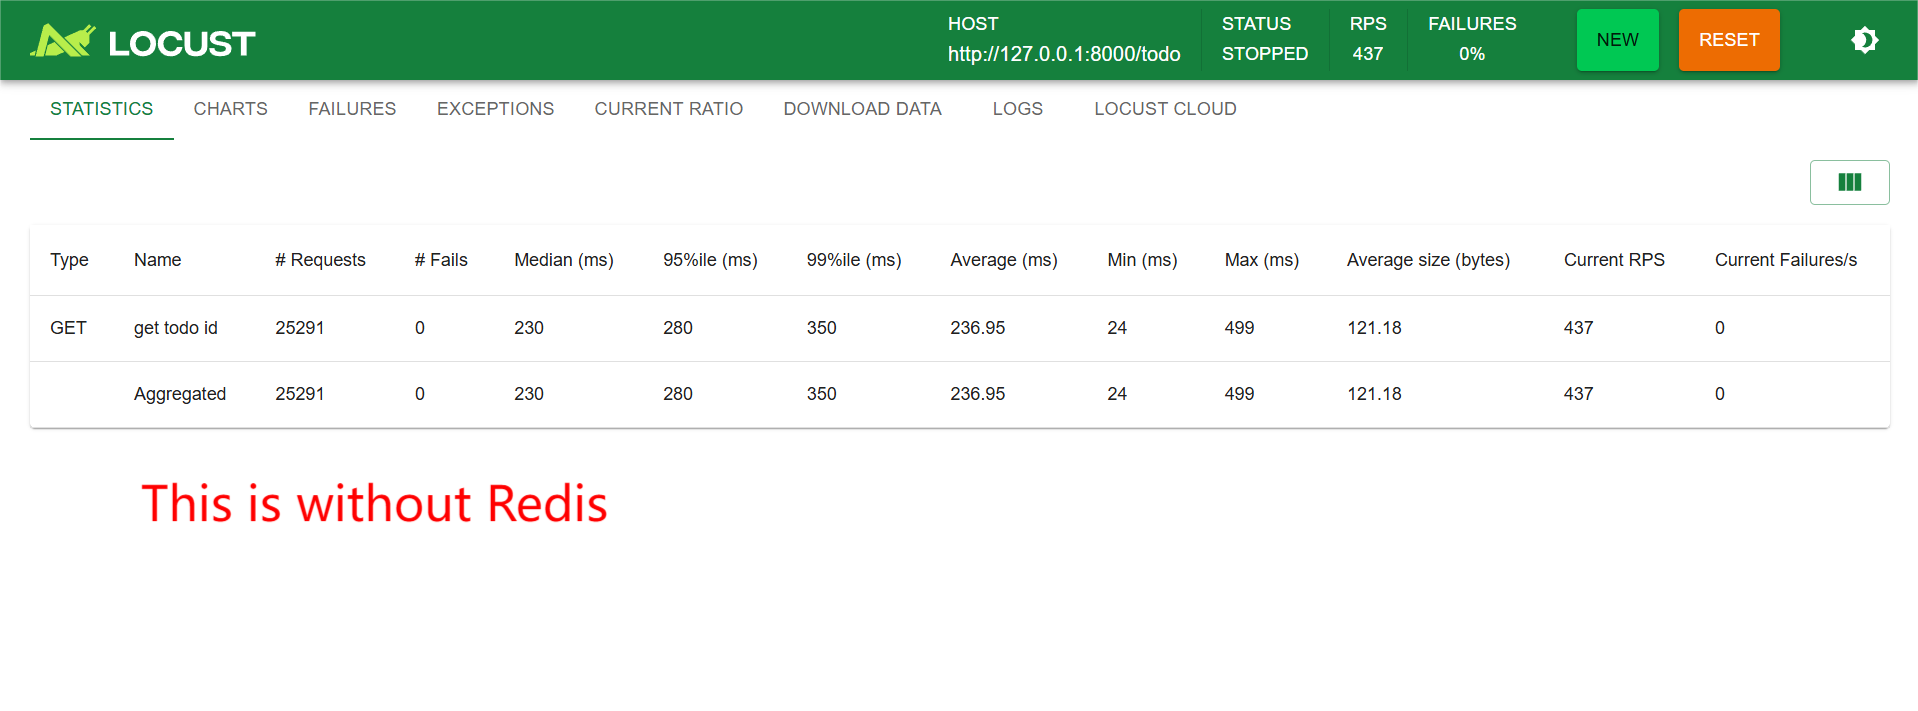 LOCUST
HOST
http://127.0.0.1:8000/todo
STATUS
STOPPED
RPS
437
FAILURES
0%
NEW
RESET
STATISTICS CHARTS FAILURES EXCEPTIONS CURRENT RATIO DOWNLOAD DATA LOGS LOCUST CLOUD
Type Name # Requests # Fails Median (ms) 95%ile (ms) 99%ile (ms) Average (ms) Min (ms) Max (ms) Average size (bytes) Current RPS Current Failures/s
GET get todo id 25291 0 230 280 350 236.95 24 499 121.18 437 0
Aggregated 25291 0 230 280 350 236.95 24 499 121.18 437 0
This is without Redis